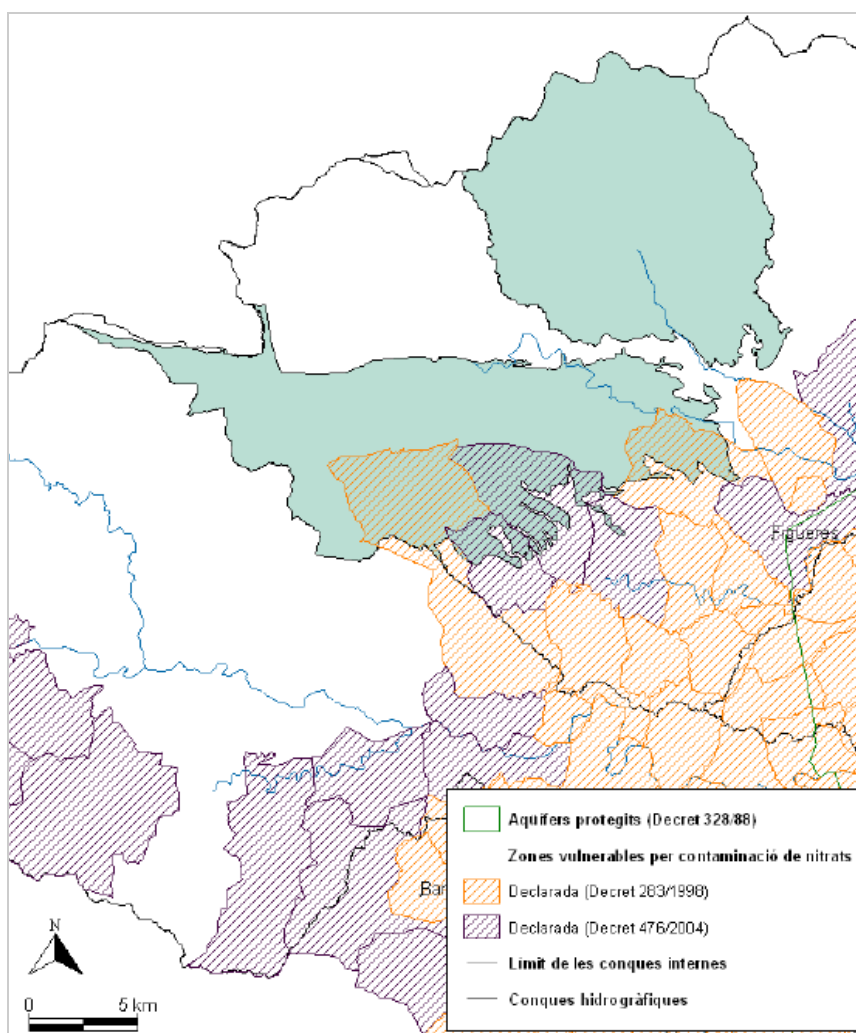 Figueres
Aqüífers protegits (Decret 328/88)
Zones vulnerables per contaminació de nitrats
Bar
Declarada (Decret 283/1998)
Declarada (Decret 476/2004)
Límit de les conques internes
Conques hidrogràfiques
N
0 5 km